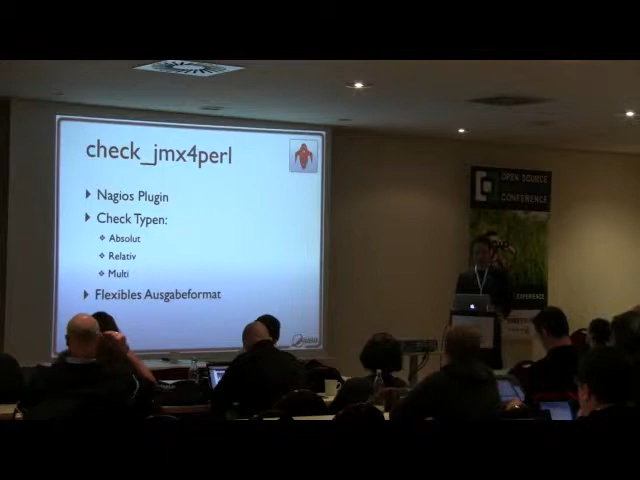 check_jmx4perl
Nagios Plugin
Check Typen:
Absolut
Relativ
Multi
Flexibles Ausgabeformat
OPEN SOURCE
CONFERENCE